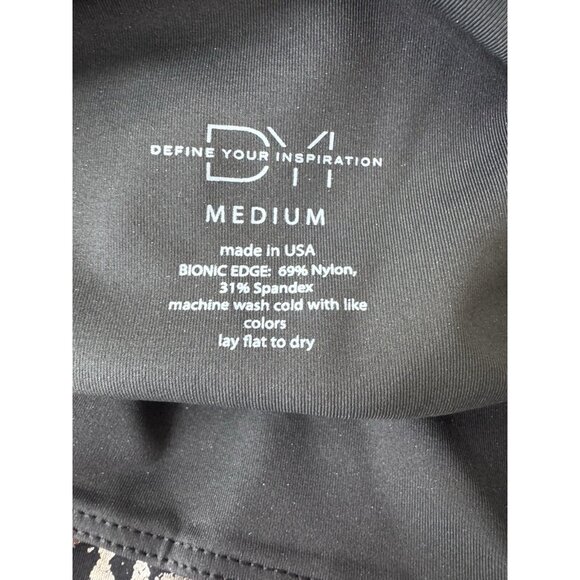 DYI
DEFINE YOUR INSPIRATION
MEDIUM
made in USA
BIONIC EDGE: 69% Nylon,
31% Spandex
machine wash cold with like
colors
lay flat to dry